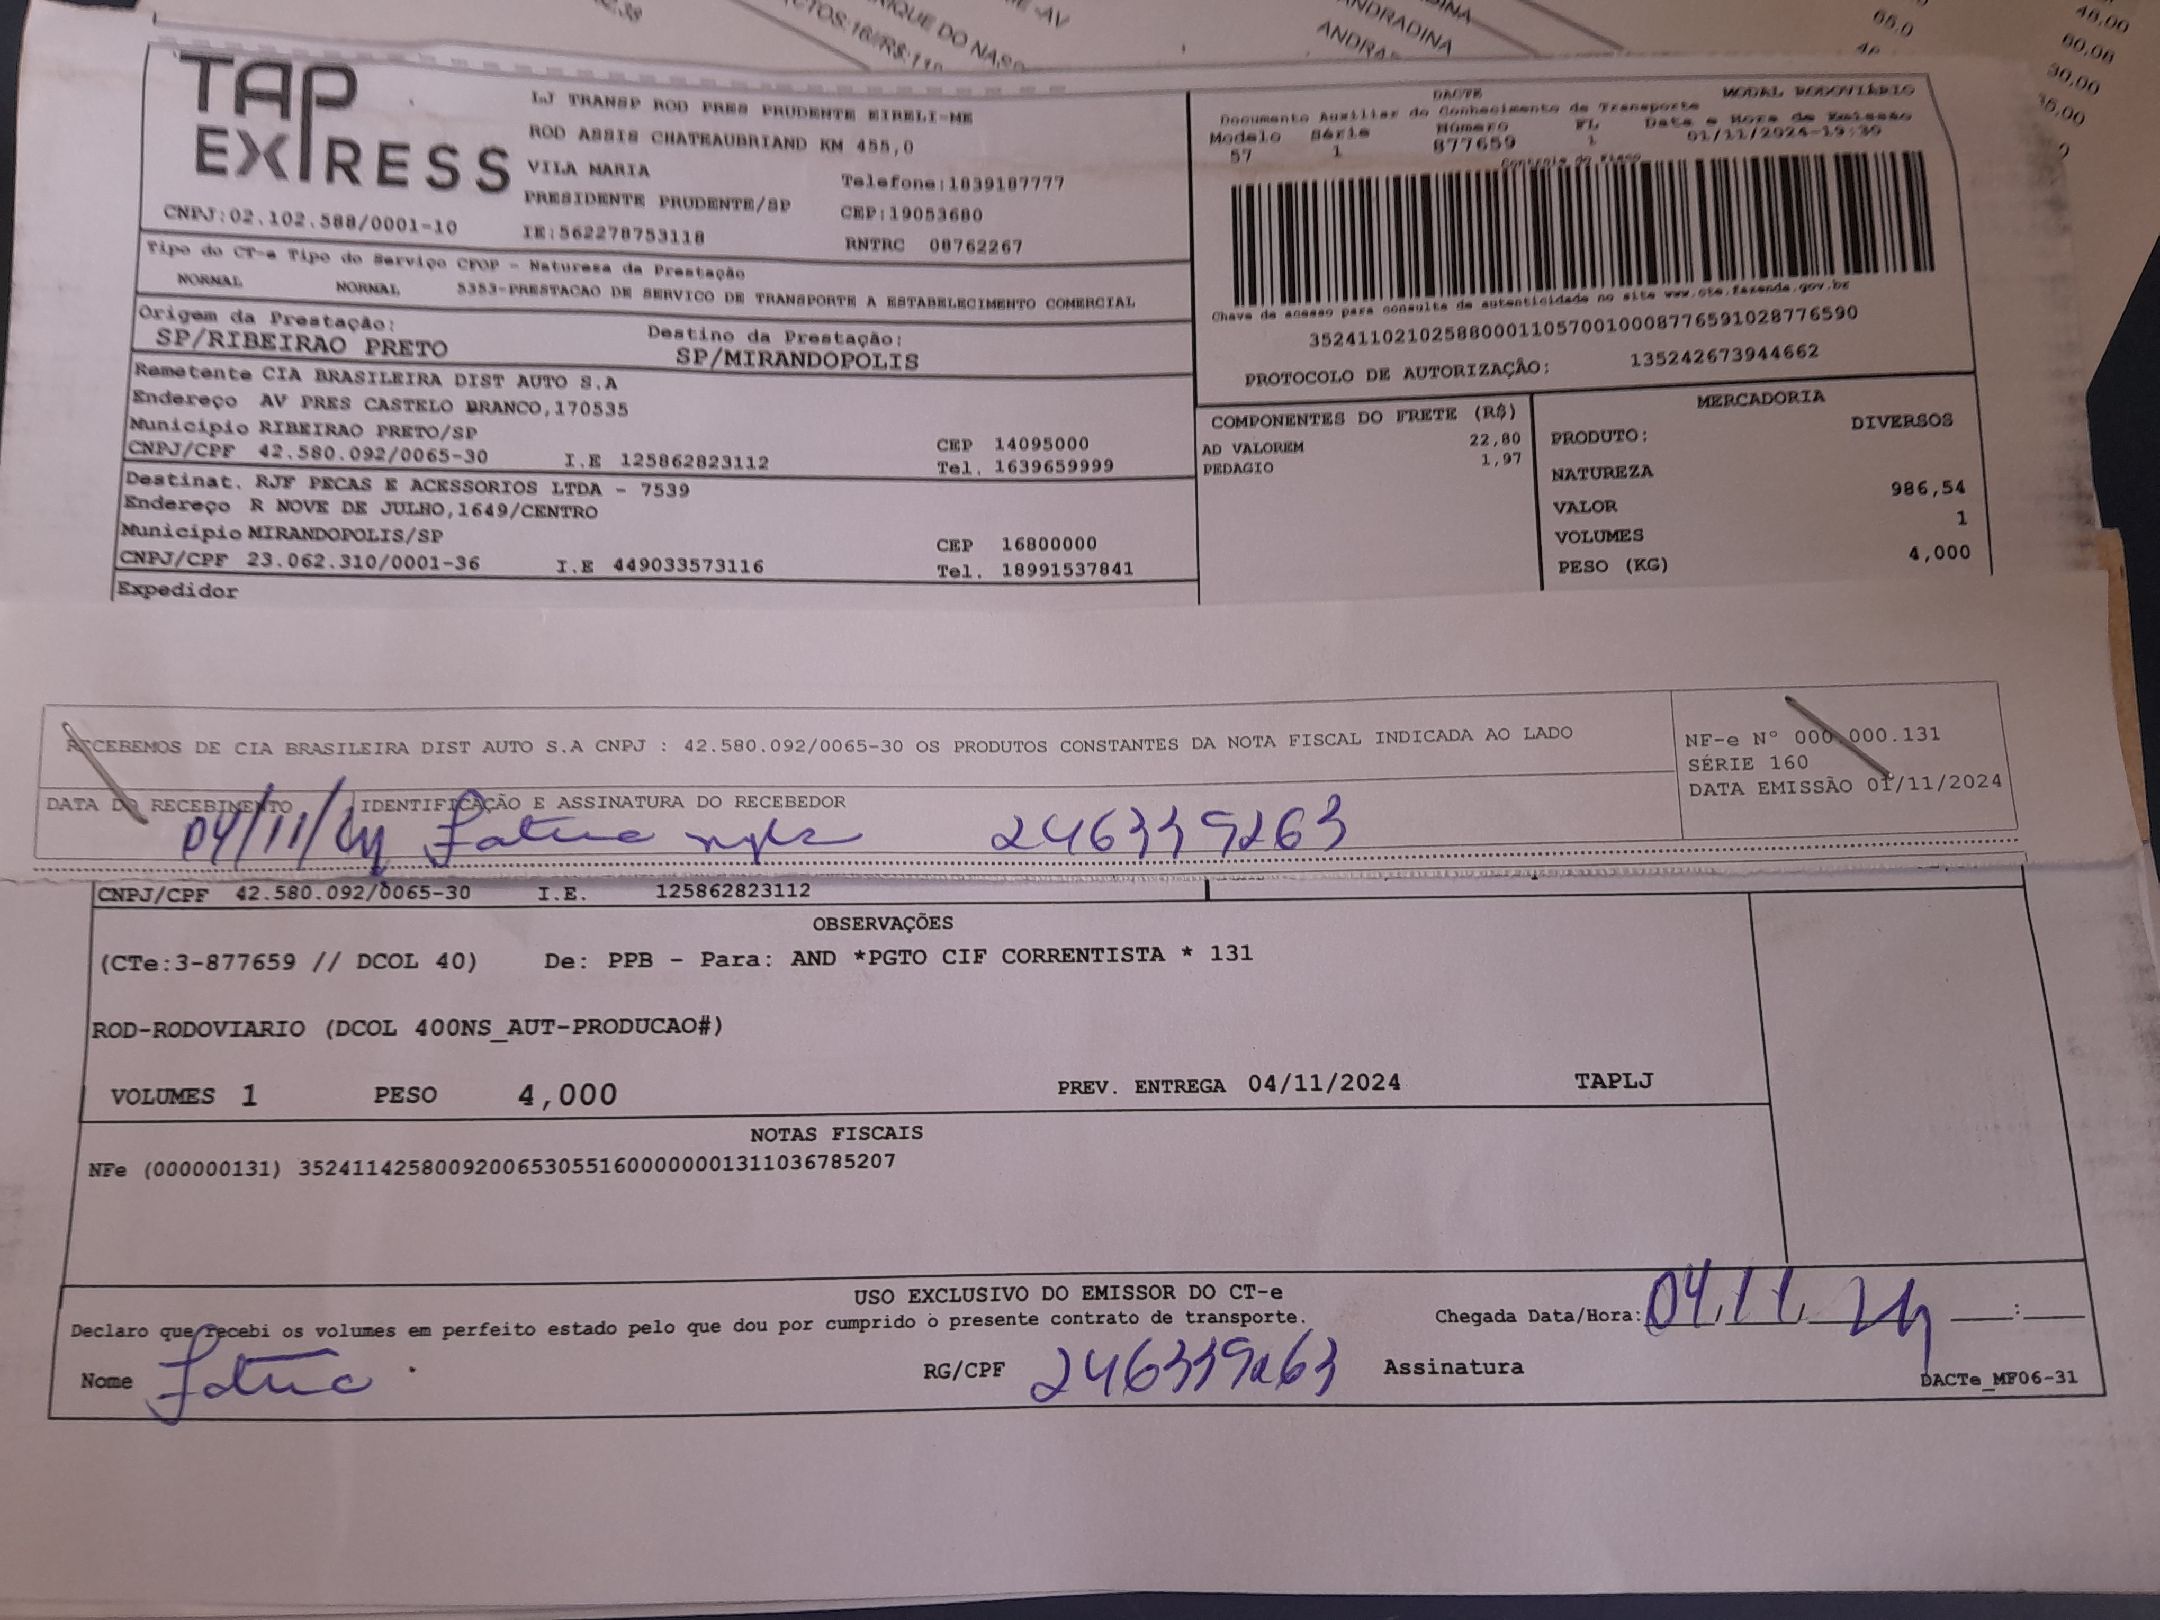 TAP
EXPRESS
LJ TRANSP ROD PRES PRUDENTE EIRELI-ME
ROD ASSIS CHATEAUBRIAND KM 455,0
VILA MARIA
Telefone:1839187777
PRESIDENTE PRUDENTE/SP
CEP:19053680
CNPJ:02.102.588/0001-10
IE:562278753118
RNTRC 08762267
DACTE
MODAL RODOVIÁRIO
Documento Auxiliar do Conhecimento de Transporte
Modelo Série Número FL Data e Hora de Emissão
57 1 877659 1 01/11/2024-19:30
Controle do Fisco
Chave de acesso para consulta de autenticidade no site www.cte.fazenda.gov.br
35241102102588000110570010008776591028776590
PROTOCOLO DE AUTORIZAÇÃO: 135242673944662
Tipo do CT-e Tipo do Serviço CFOP - Natureza da Prestação
NORMAL NORMAL 5353-PRESTACAO DE SERVICO DE TRANSPORTE A ESTABELECIMENTO COMERCIAL
Origem da Prestação: Destino da Prestação:
SP/RIBEIRAO PRETO SP/MIRANDOPOLIS
Remetente CIA BRASILEIRA DIST AUTO S.A
Endereço AV PRES CASTELO BRANCO,170535
Município RIBEIRAO PRETO/SP CEP 14095000
CNPJ/CPF 42.580.092/0065-30 I.E 125862823112 Tel. 1639659999
Destinat. RJF PECAS E ACESSORIOS LTDA - 7539
Endereço R NOVE DE JULHO,1649/CENTRO
Município MIRANDOPOLIS/SP CEP 16800000
CNPJ/CPF 23.062.310/0001-36 I.E 449033573116 Tel. 18991537841
Expedidor
COMPONENTES DO FRETE (R$)
AD VALOREM 22,80
PEDAGIO 1,97
MERCADORIA
PRODUTO: DIVERSOS
NATUREZA
VALOR 986,54
VOLUMES 1
PESO (KG) 4,000
RECEBEMOS DE CIA BRASILEIRA DIST AUTO S.A CNPJ : 42.580.092/0065-30 OS PRODUTOS CONSTANTES DA NOTA FISCAL INDICADA AO LADO
NF-e Nº 000.000.131
SÉRIE 160
DATA EMISSÃO 01/11/2024
DATA DO RECEBIMENTO IDENTIFICAÇÃO E ASSINATURA DO RECEBEDOR
04/11/24 246339263
CNPJ/CPF 42.580.092/0065-30 I.E. 125862823112
OBSERVAÇÕES
(CTe:3-877659 // DCOL 40) De: PPB - Para: AND *PGTO CIF CORRENTISTA * 131
ROD-RODOVIARIO (DCOL 400NS_AUT-PRODUCAO#)
VOLUMES 1 PESO 4,000 PREV. ENTREGA 04/11/2024 TAPLJ
NOTAS FISCAIS
NFe (000000131) 35241142580092006530551600000001311036785207
USO EXCLUSIVO DO EMISSOR DO CT-e
Declaro que recebi os volumes em perfeito estado pelo que dou por cumprido o presente contrato de transporte.
Chegada Data/Hora: 04/11/24 ___:___
Nome RG/CPF 246339263 Assinatura
DACTe_MF06-31